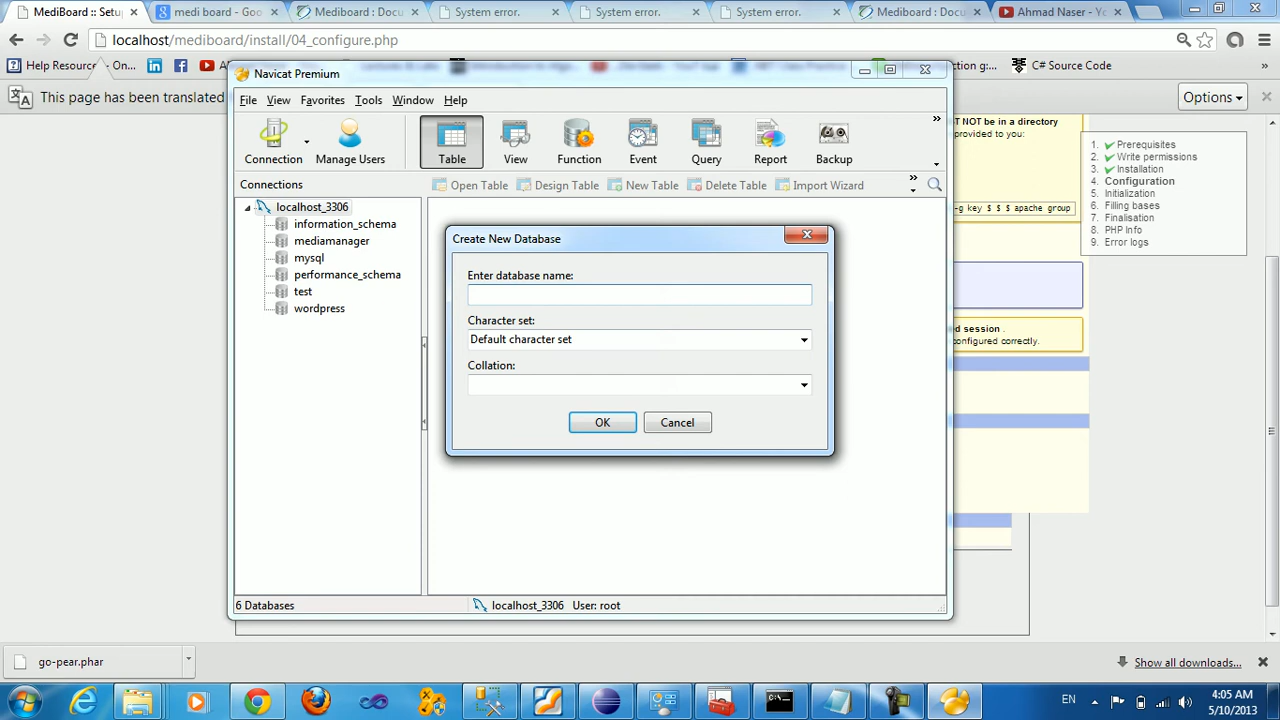 MediBoard :: Setu
medi board - Goo
Mediboard : Docu
System error.
System error.
System error.
Mediboard : Docu
Ahmad Naser - Yo
localhost/mediboard/install/04_configure.php
Help Resource
On...
C# Source Code
This page has been translated
Options
Navicat Premium
File View Favorites Tools Window Help
Connection
Manage Users
Table
View
Function
Event
Query
Report
Backup
Connections
Open Table
Design Table
New Table
Delete Table
Import Wizard
localhost_3306
information_schema
mediamanager
mysql
performance_schema
test
wordpress
Create New Database
Enter database name:
Character set:
Default character set
Collation:
OK
Cancel
6 Databases
localhost_3306 User: root
T NOT be in a directory
provided to you:
-g key $ $ $ apache group
ed session .
configured correctly.
1. Prerequisites
2. Write permissions
3. Installation
4. Configuration
5. Initialization
6. Filling bases
7. Finalisation
8. PHP Info
9. Error logs
go-pear.phar
Show all downloads...
EN
4:05 AM
5/10/2013